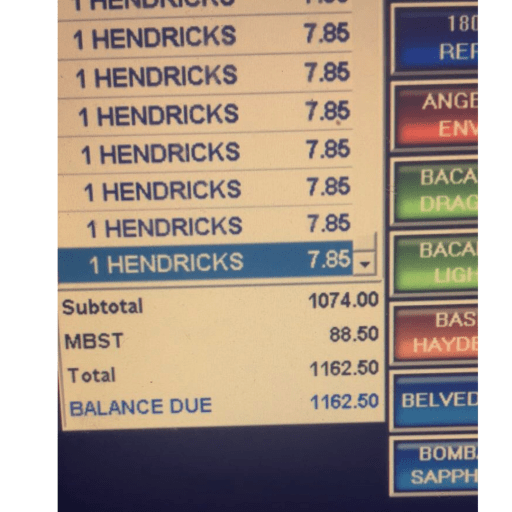 1 HENDRICKS 7.85
1 HENDRICKS 7.85
1 HENDRICKS 7.85
1 HENDRICKS 7.85
1 HENDRICKS 7.85
1 HENDRICKS 7.85
1 HENDRICKS 7.85
Subtotal 1074.00
MBST 88.50
Total 1162.50
BALANCE DUE 1162.50
180
REF
ANGE
ENV
BACA
DRAG
BACA
LIGH
BAS
HAYDE
BELVED
BOMB
SAPPH